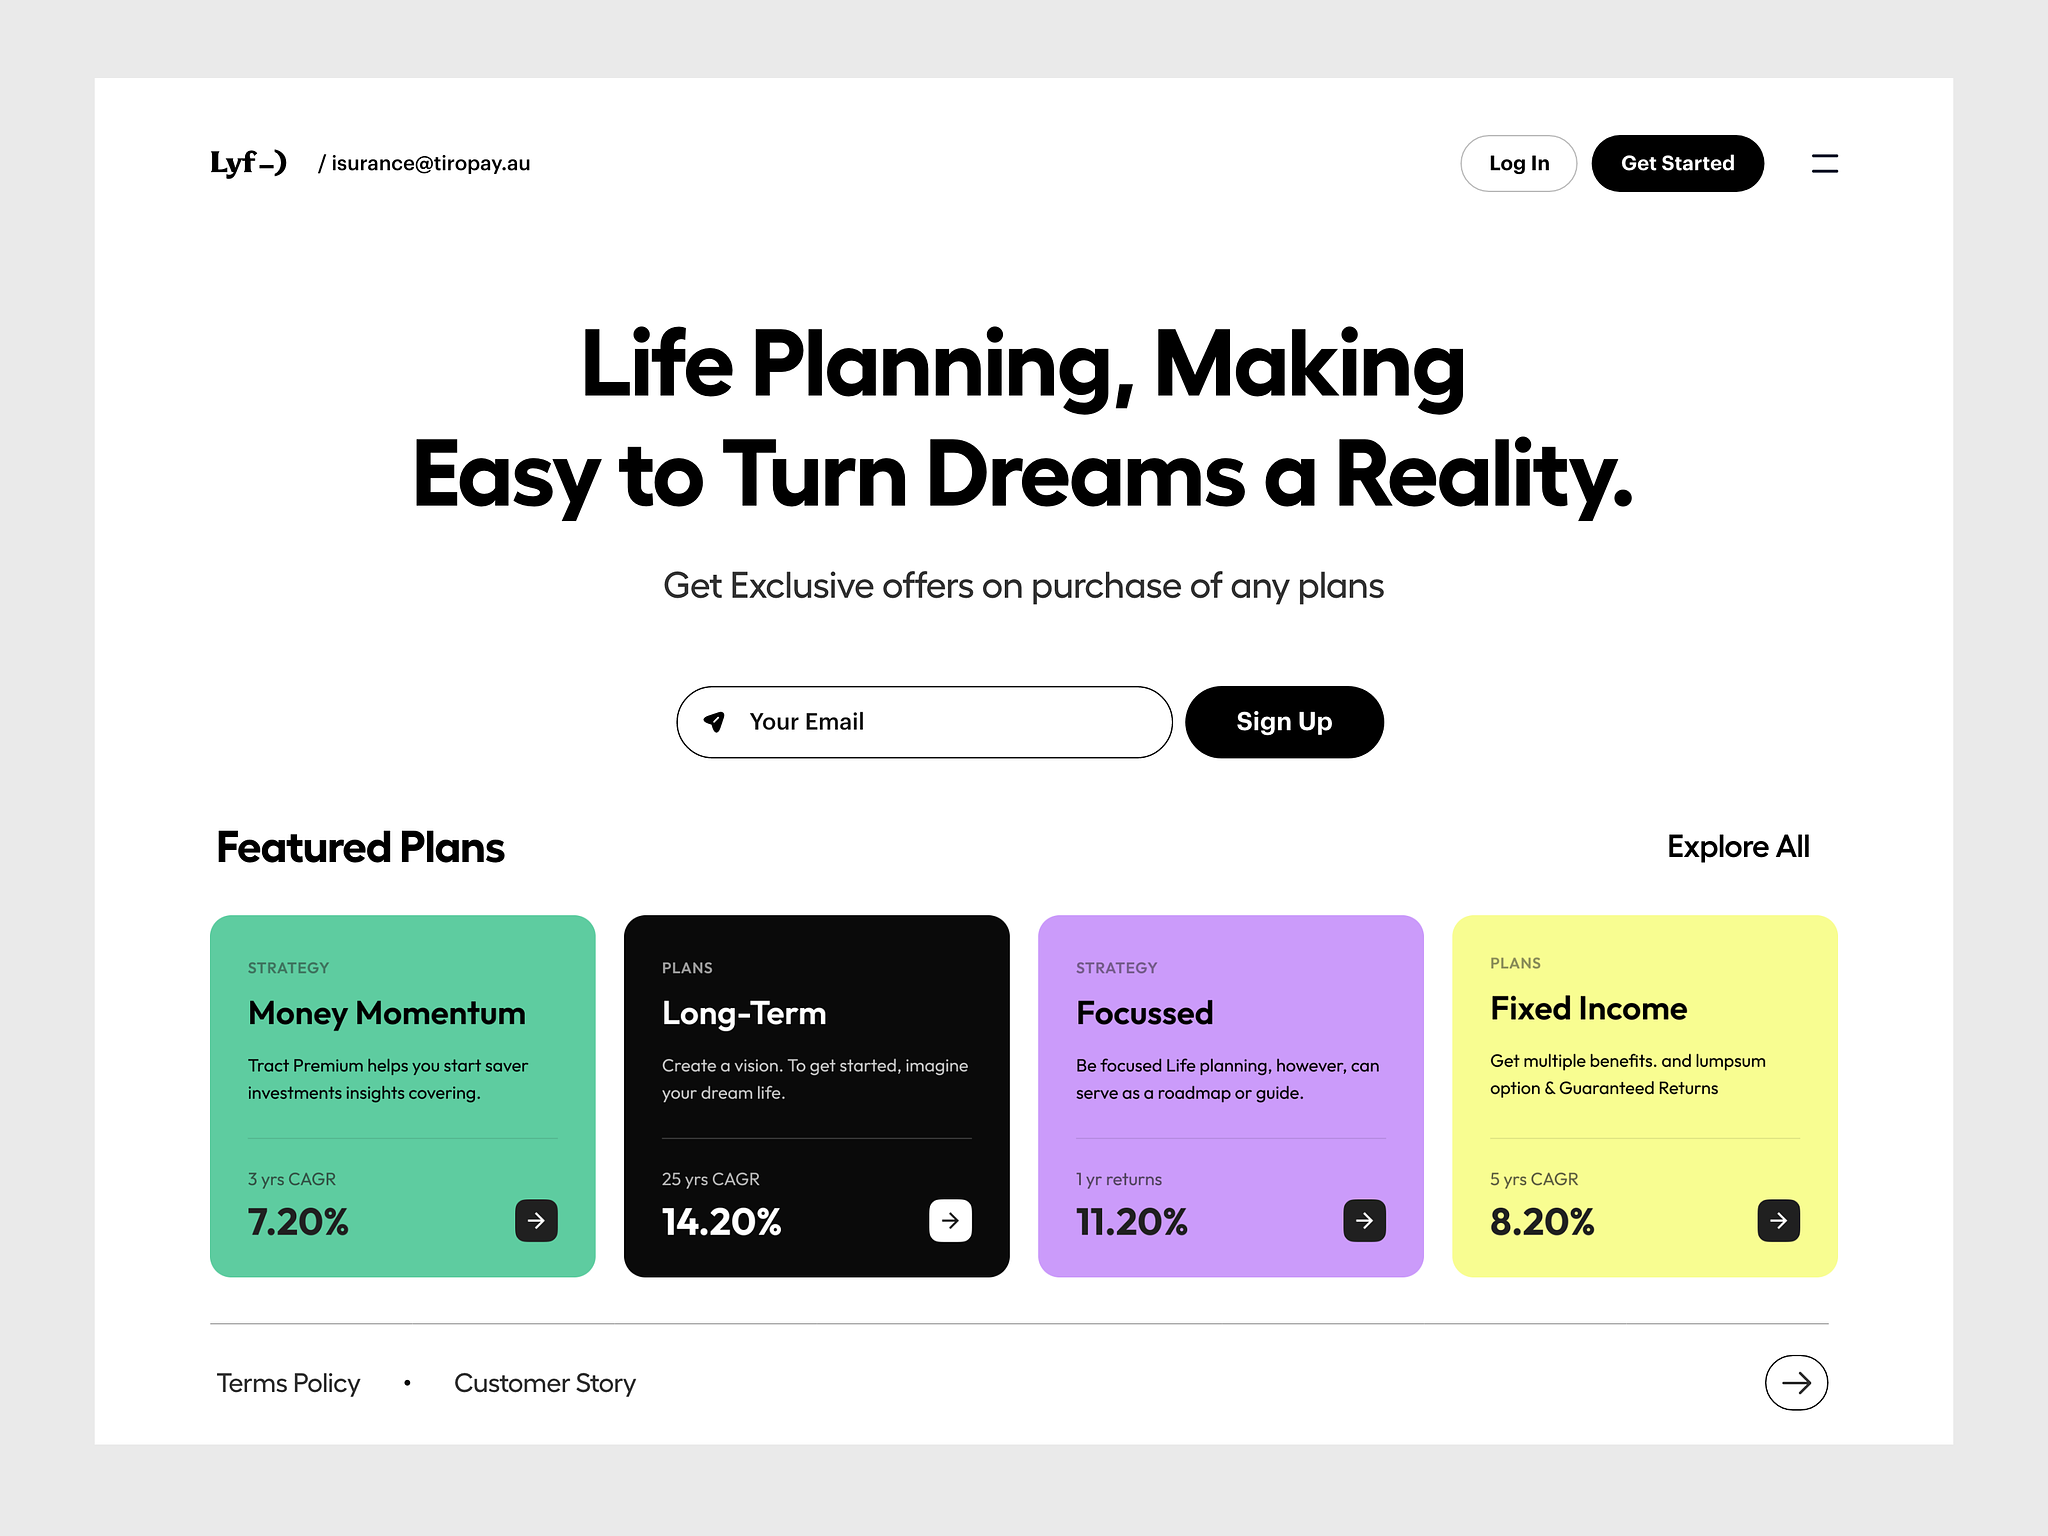 Lyf–)
/ isurance@tiropay.au
Log In
Get Started
Life Planning, Making
Easy to Turn Dreams a Reality.
Get Exclusive offers on purchase of any plans
Your Email
Sign Up
Featured Plans
Explore All
STRATEGY
Money Momentum
Tract Premium helps you start saver
investments insights covering.
3 yrs CAGR
7.20%
PLANS
Long-Term
Create a vision. To get started, imagine
your dream life.
25 yrs CAGR
14.20%
STRATEGY
Focussed
Be focused Life planning, however, can
serve as a roadmap or guide.
1 yr returns
11.20%
PLANS
Fixed Income
Get multiple benefits. and lumpsum
option & Guaranteed Returns
5 yrs CAGR
8.20%
Terms Policy
•
Customer Story